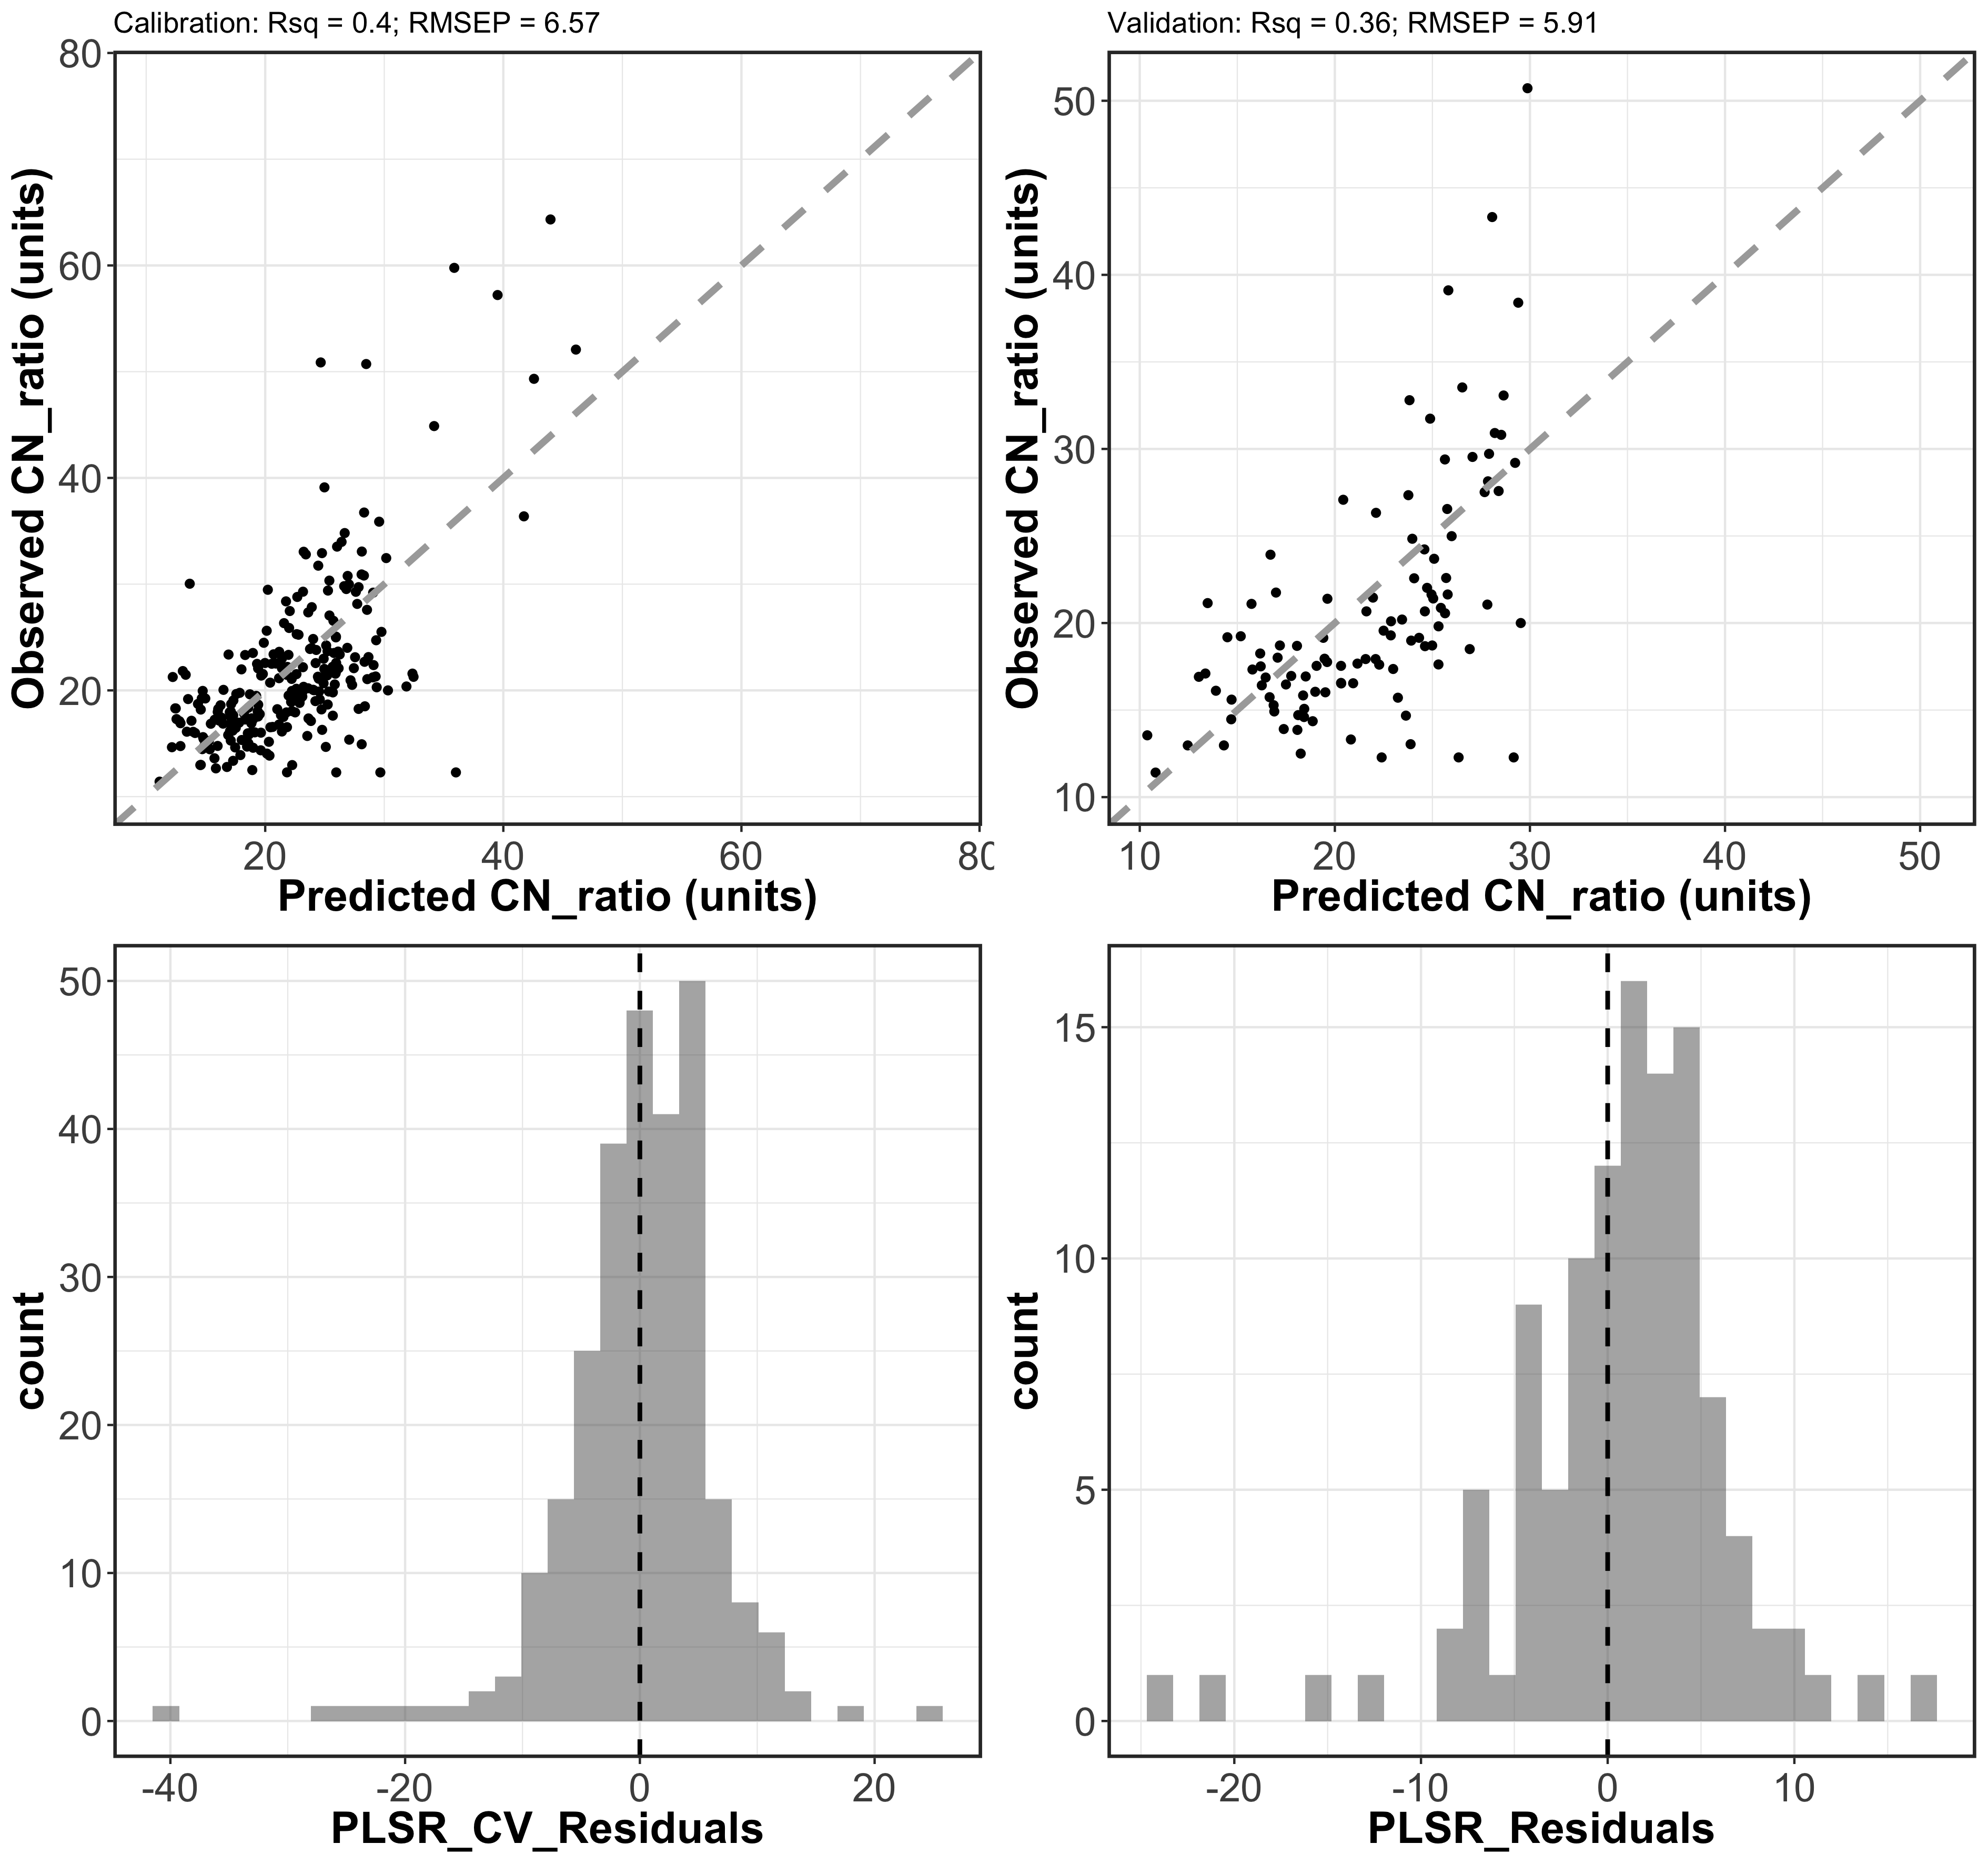 Calibration: Rsq = 0.4; RMSEP = 6.57
80
60
40
20
Observed CN_ratio (units)
20 40 60 80
Predicted CN_ratio (units)
Validation: Rsq = 0.36; RMSEP = 5.91
50
40
30
20
10
Observed CN_ratio (units)
10 20 30 40 50
Predicted CN_ratio (units)
50
40
30
20
10
0
count
-40 -20 0 20
PLSR_CV_Residuals
15
10
5
0
count
-20 -10 0 10
PLSR_Residuals